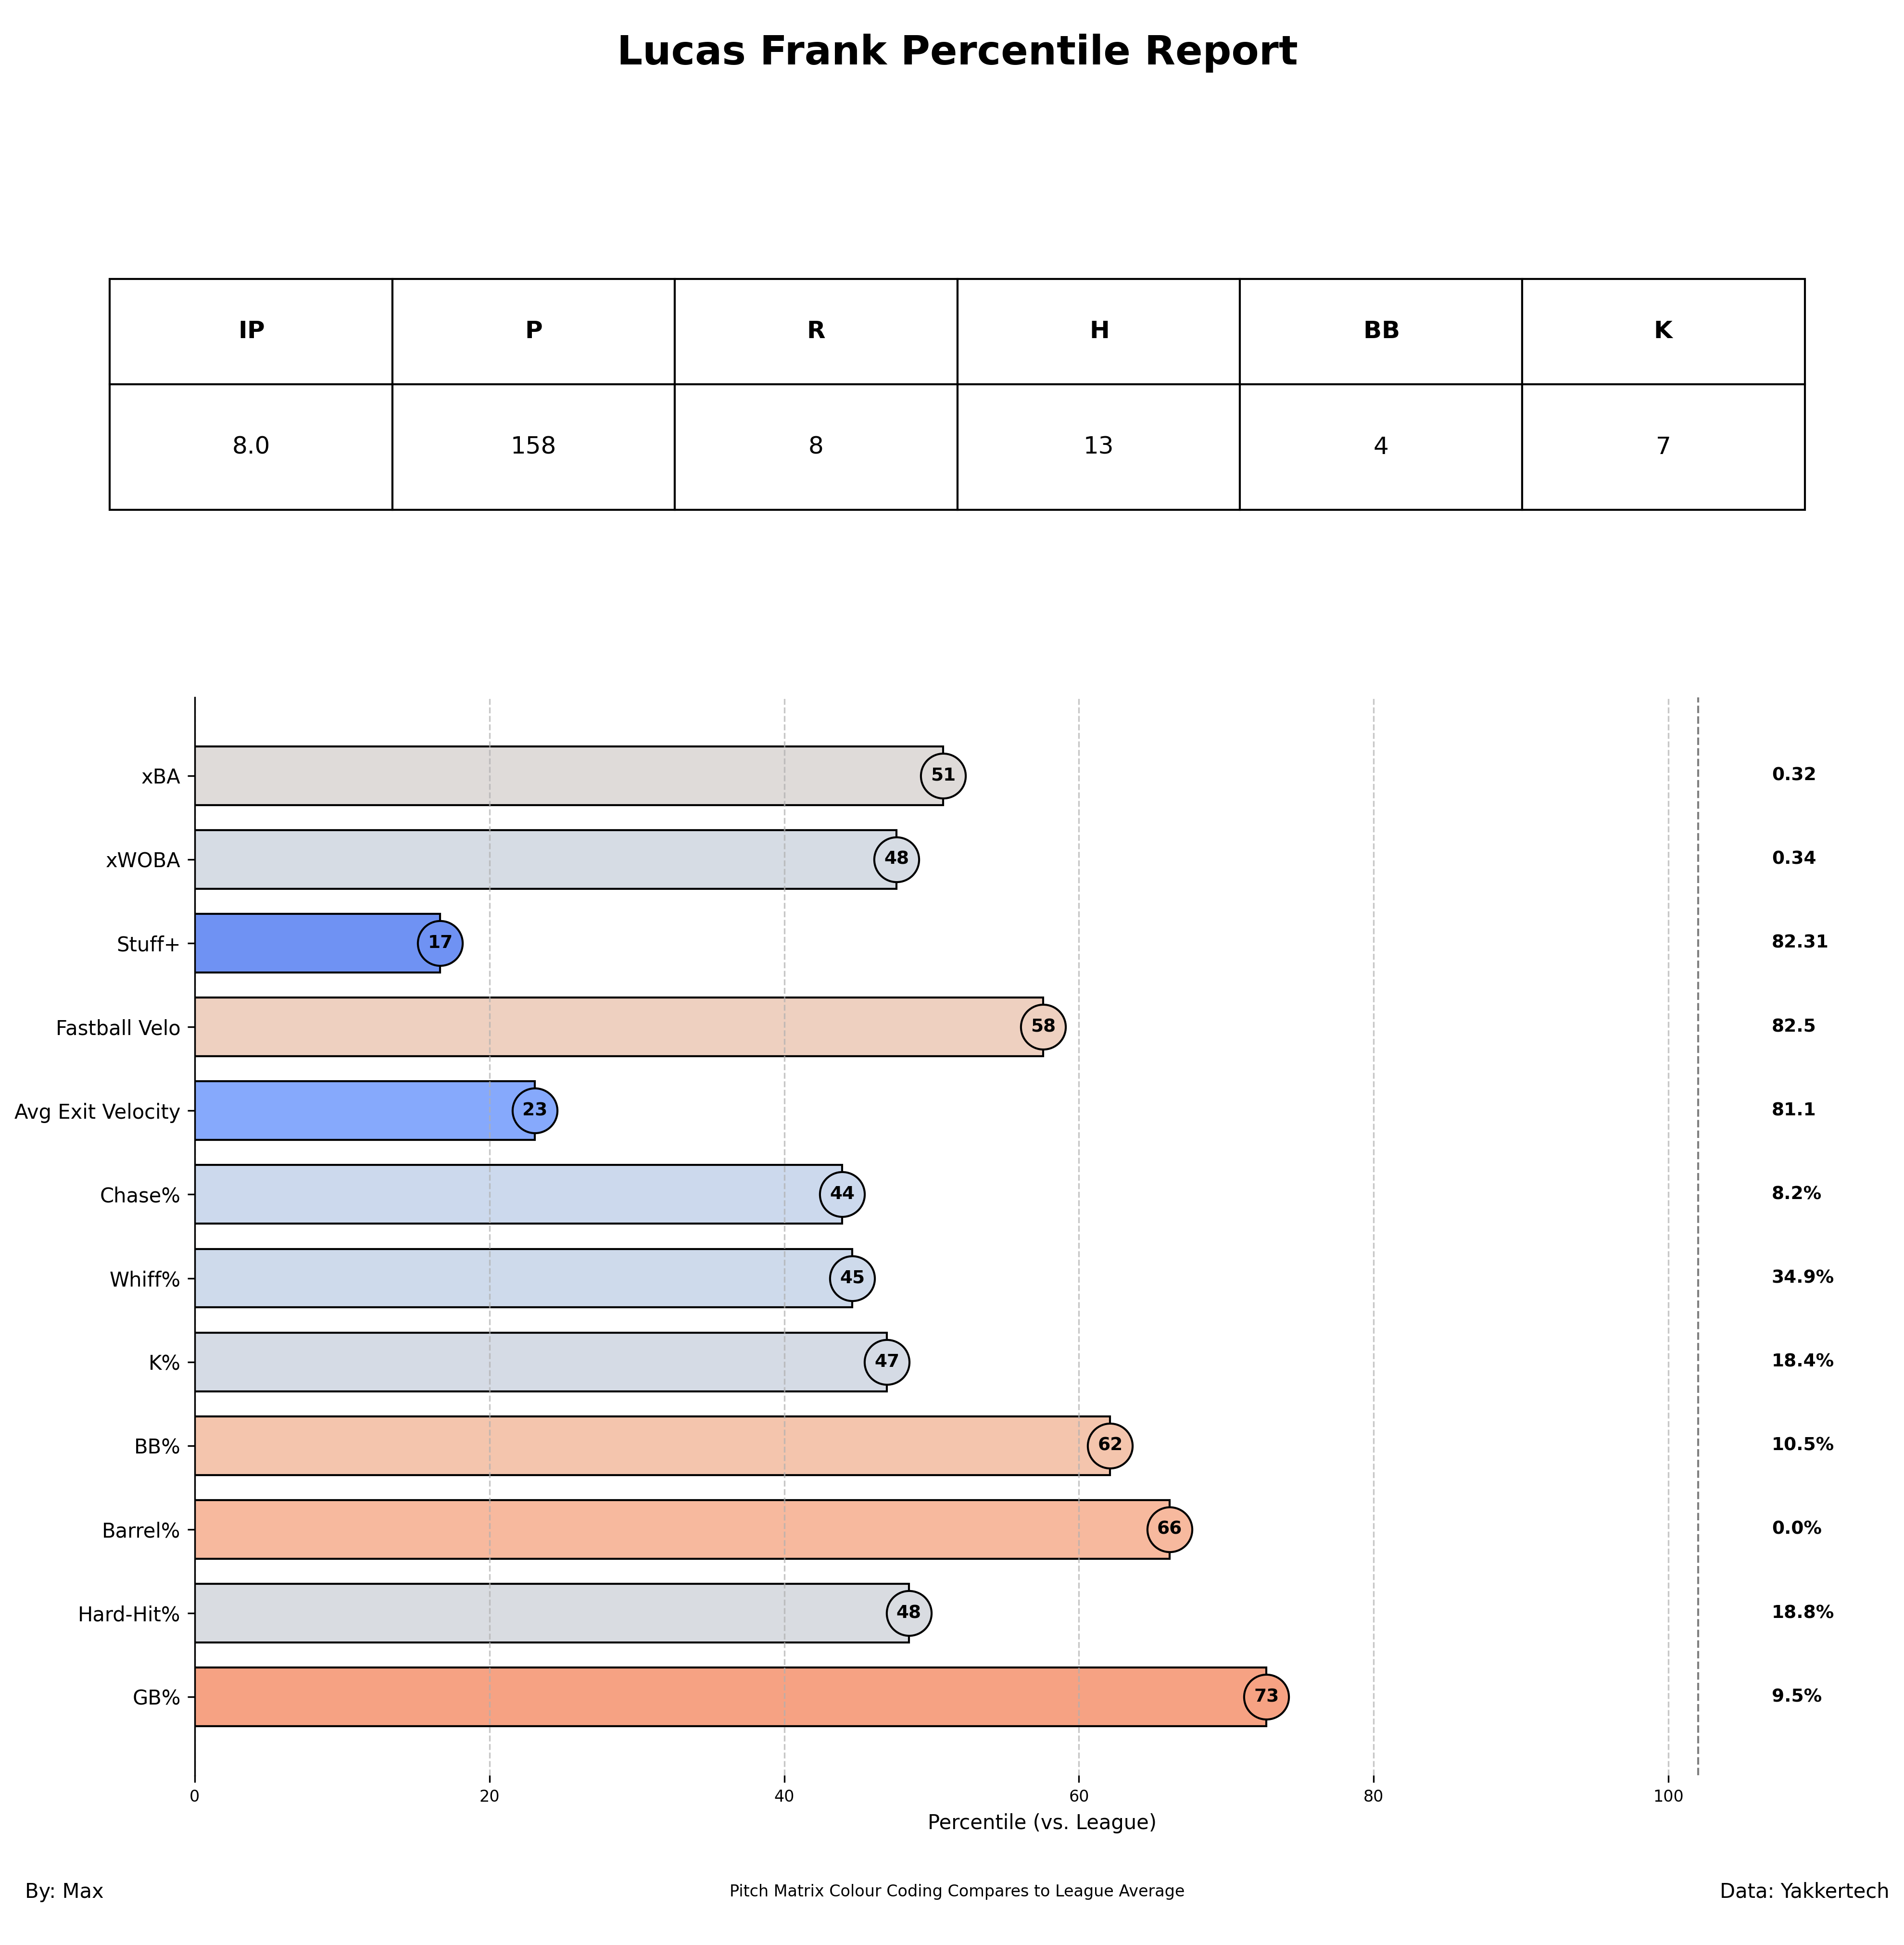 Lucas Frank Percentile Report
IP P R H BB K
8.0 158 8 13 4 7
xBA 51 0.32
xWOBA 48 0.34
Stuff+ 17 82.31
Fastball Velo 58 82.5
Avg Exit Velocity 23 81.1
Chase% 44 8.2%
Whiff% 45 34.9%
K% 47 18.4%
BB% 62 10.5%
Barrel% 66 0.0%
Hard-Hit% 48 18.8%
GB% 73 9.5%
0 20 40 60 80 100
Percentile (vs. League)
By: Max Pitch Matrix Colour Coding Compares to League Average Data: Yakkertech